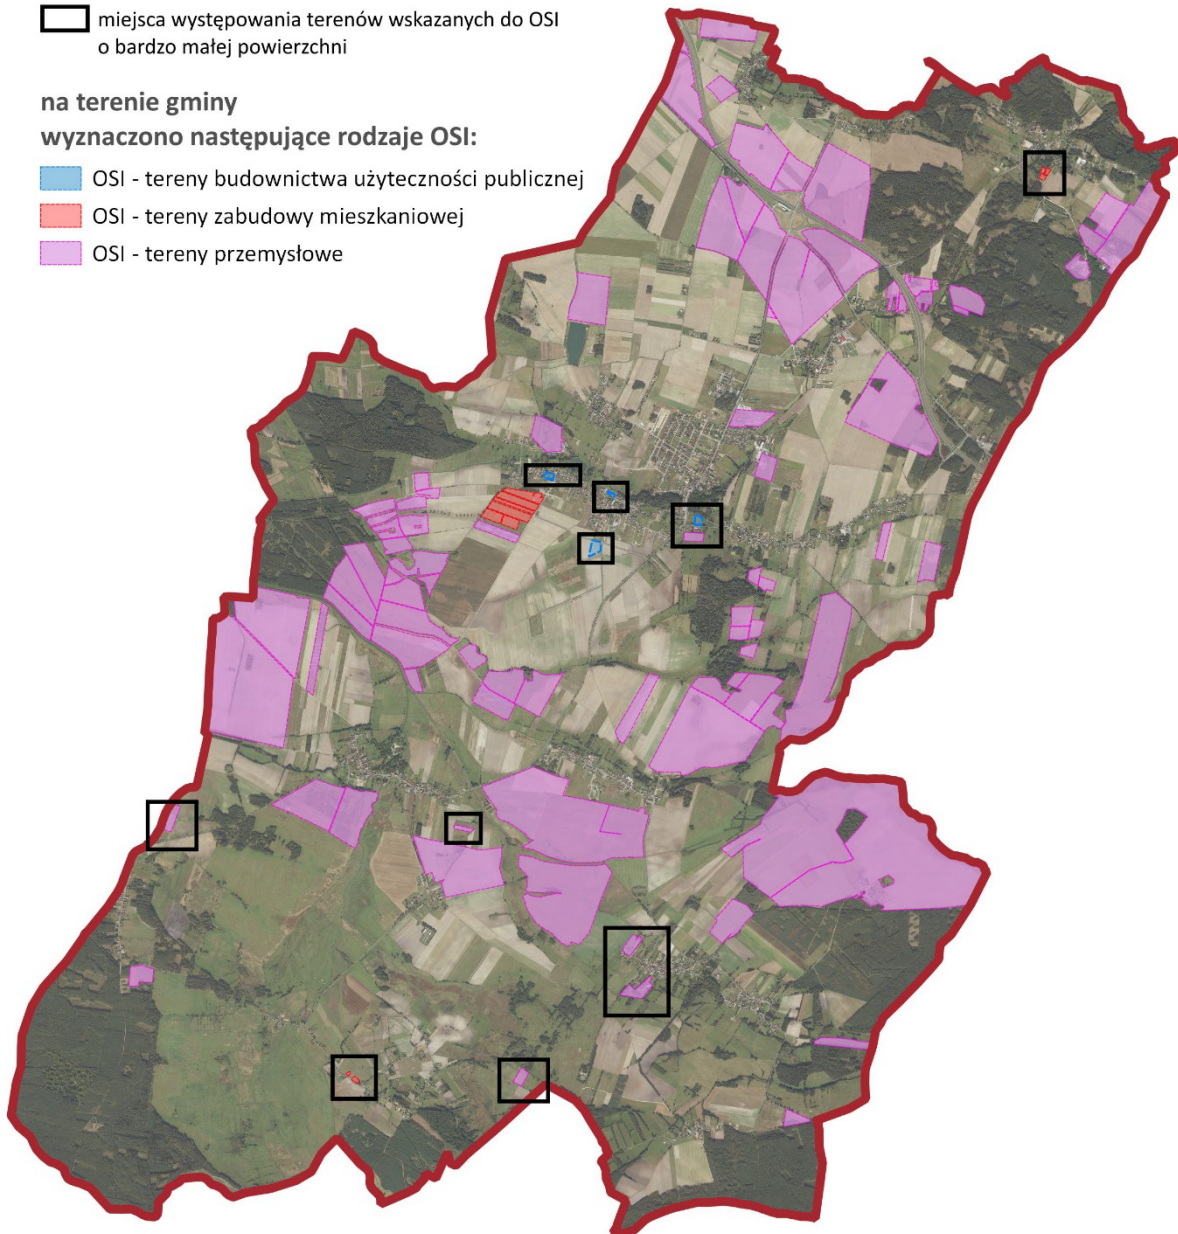 miejsca występowania terenów wskazanych do OSI
o bardzo małej powierzchni
na terenie gminy
wyznaczono następujące rodzaje OSI:
OSI - tereny budownictwa użyteczności publicznej
OSI - tereny zabudowy mieszkaniowej
OSI - tereny przemysłowe